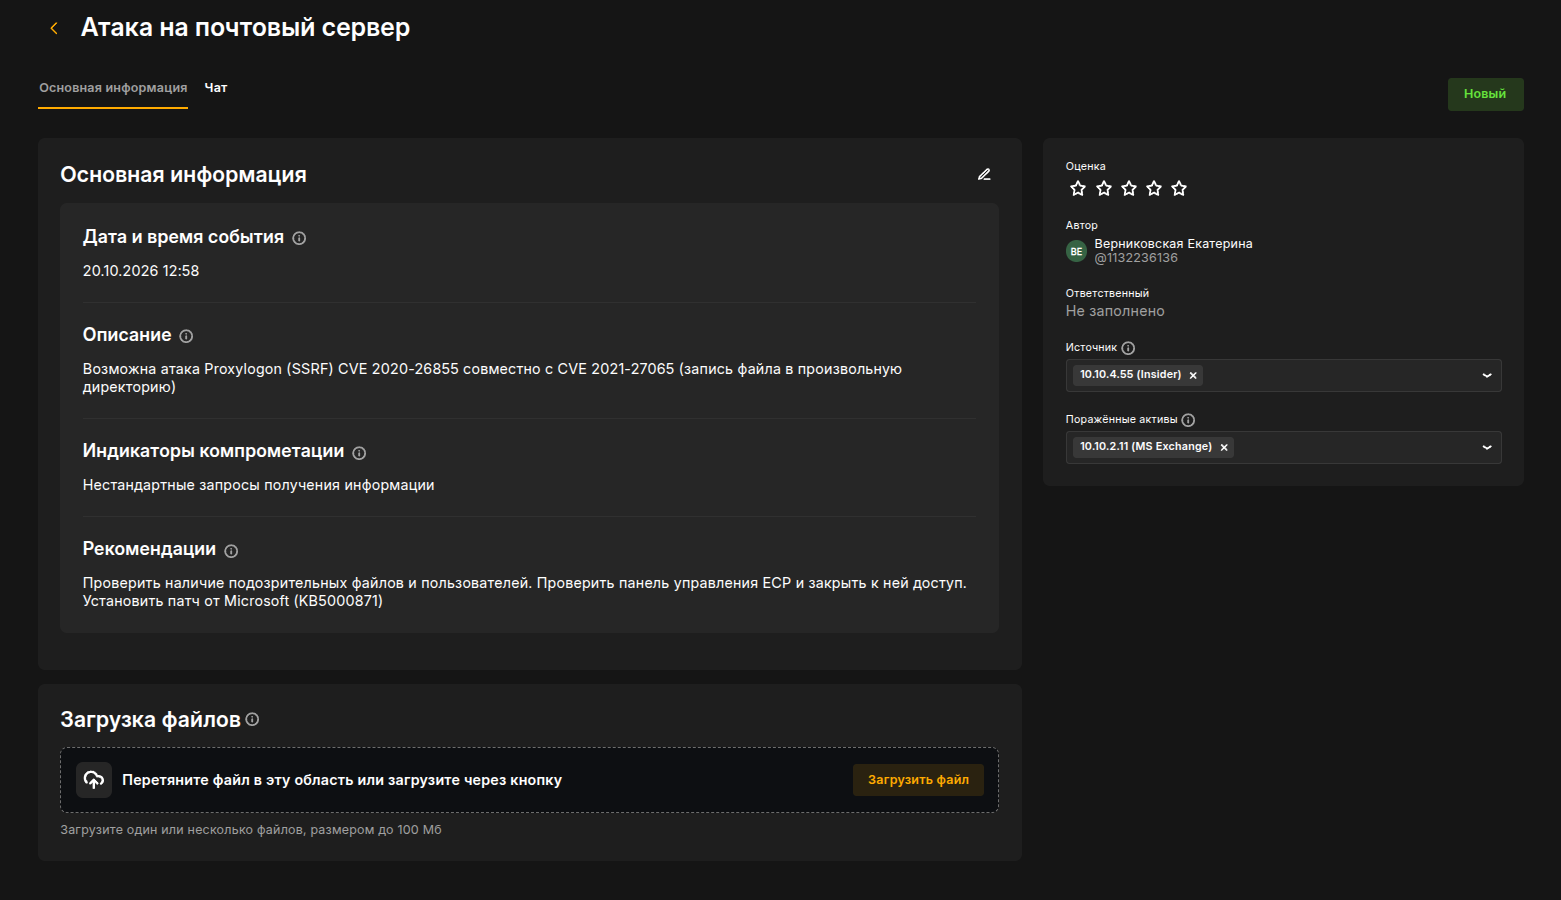 Атака на почтовый сервер
Основная информация
Чат
Новый
Основная информация
Дата и время события
20.10.2026 12:58
Описание
Возможна атака Proxylogon (SSRF) CVE 2020-26855 совместно с CVE 2021-27065 (запись файла в произвольную
директорию)
Индикаторы компрометации
Нестандартные запросы получения информации
Рекомендации
Проверить наличие подозрительных файлов и пользователей. Проверить панель управления ECP и закрыть к ней доступ.
Установить патч от Microsoft (KB5000871)
Загрузка файлов
Перетяните файл в эту область или загрузите через кнопку
Загрузить файл
Загрузите один или несколько файлов, размером до 100 Мб
Оценка
Автор
BE
Верниковская Екатерина
@1132236136
Ответственный
Не заполнено
Источник
10.10.4.55 (Insider)
Поражённые активы
10.10.2.11 (MS Exchange)